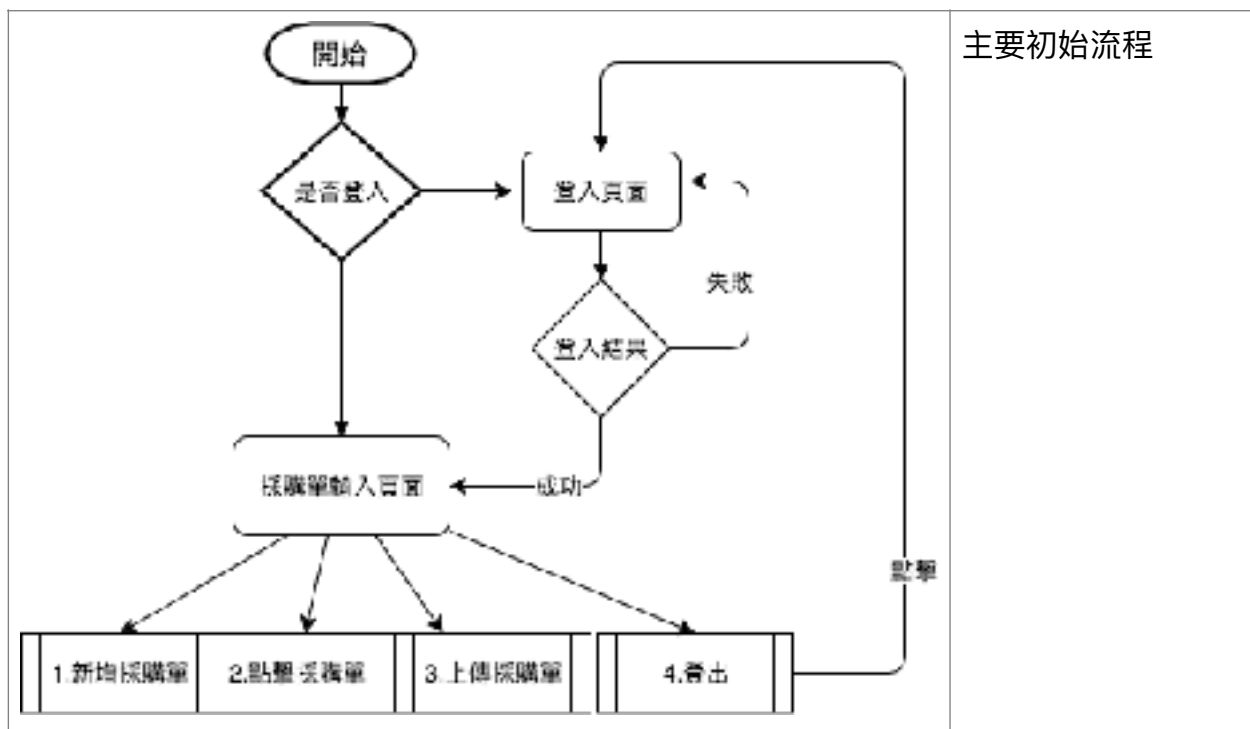 開始
主要初始流程
是否登入
登入頁面
失敗
登入結果
採購單輸入頁面
成功
點擊
1.新增採購單
2.點擊採購單
3.上傳採購單
4.登出